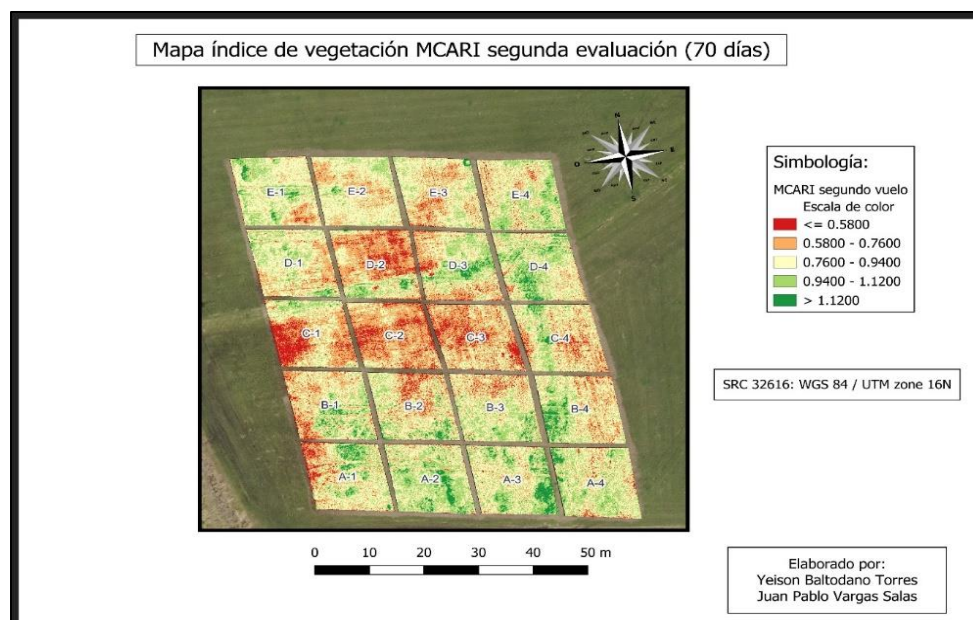 Mapa índice de vegetación MCARI segunda evaluación (70 días)
N
O
E
S
E-1
E-2
E-3
E-4
D-1
D-2
D-3
D-4
C-1
C-2
C-3
C-4
B-1
B-2
B-3
B-4
A-1
A-2
A-3
A-4
Simbología:
MCARI segundo vuelo
Escala de color
<= 0.5800
0.5800 - 0.7600
0.7600 - 0.9400
0.9400 - 1.1200
> 1.1200
SRC 32616: WGS 84 / UTM zone 16N
0 10 20 30 40 50 m
Elaborado por:
Yeison Baltodano Torres
Juan Pablo Vargas Salas